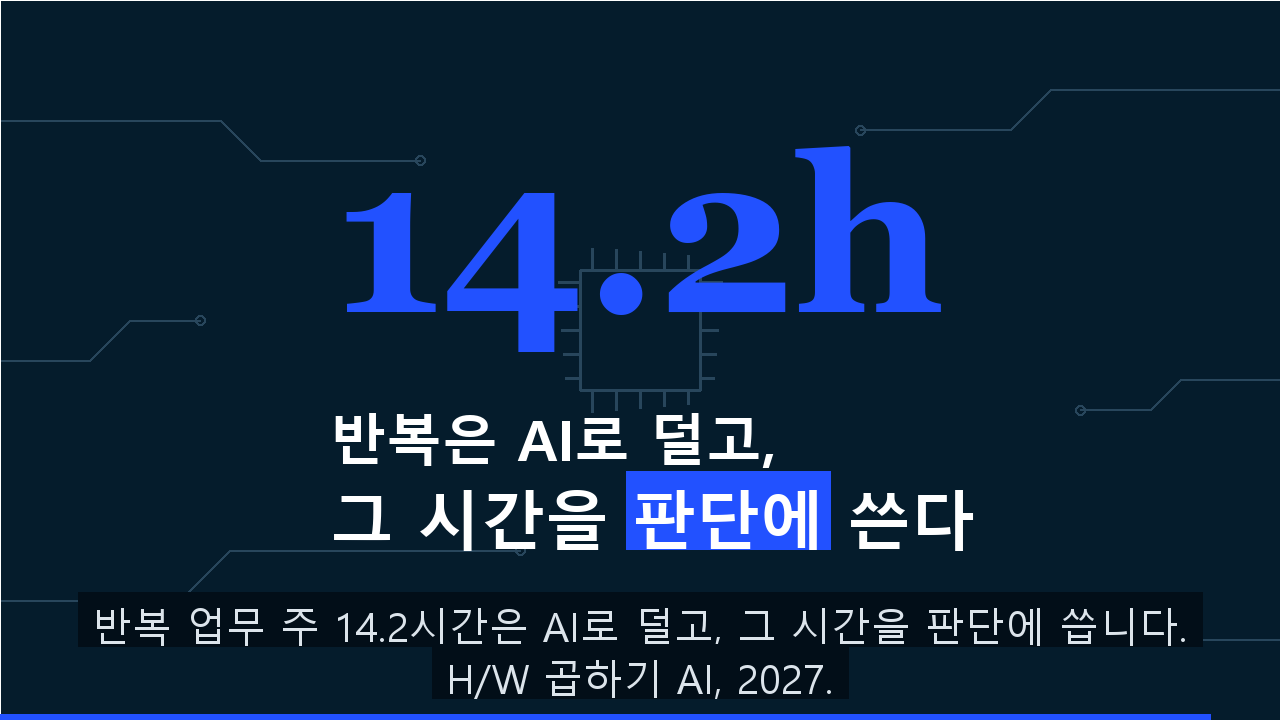 14.2h
반복은 AI로 덜고,
그 시간을 판단에 쓴다
반복 업무 주 14.2시간은 AI로 덜고, 그 시간을 판단에 씁니다.
H/W 곱하기 AI, 2027.